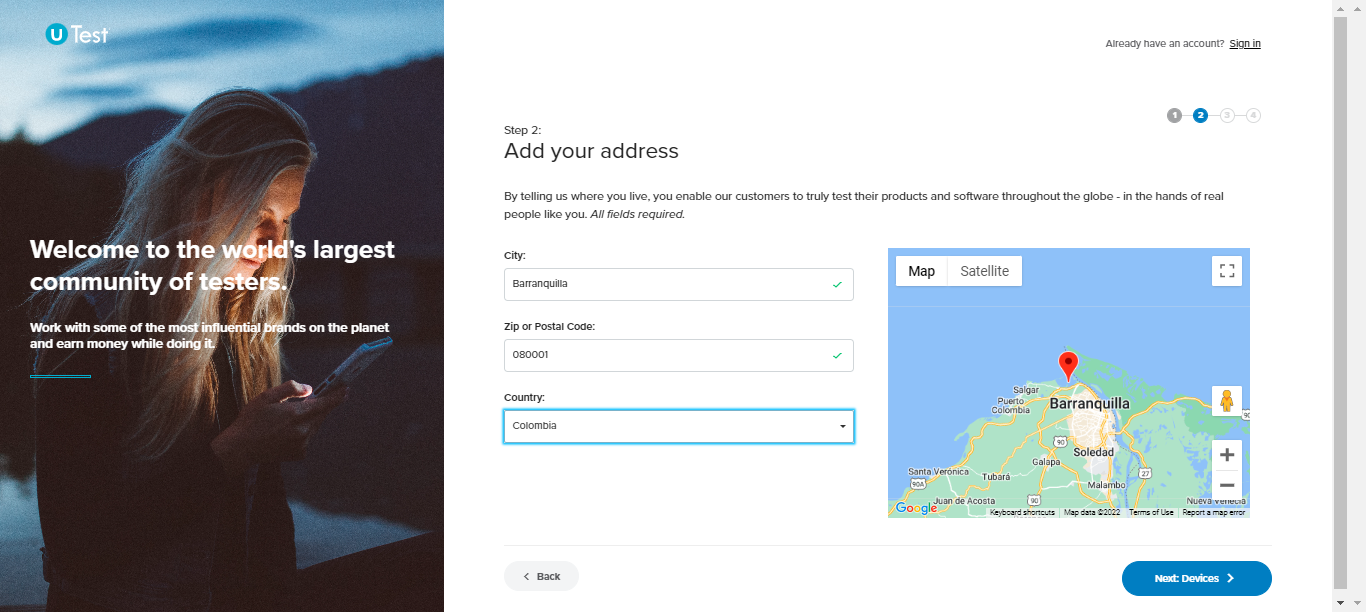 U Test
Already have an account? Sign in
1 2 3 4
Step 2:
Add your address
By telling us where you live, you enable our customers to truly test their products and software throughout the globe - in the hands of real
people like you. All fields required.
Welcome to the world's largest
community of testers.
Work with some of the most influential brands on the planet
and earn money while doing it.
City:
Barranquilla
Zip or Postal Code:
080001
Country:
Colombia
Map Satellite
Salgar
Puerto
Colombia
Barranquilla
90
90
Soledad
Galapa
Santa Verónica
Tubará
27
90A
Malambo
Juan de Acosta
90
Nueva Venecia
Google
Keyboard shortcuts Map data ©2022 Terms of Use Report a map error
Back
Next: Devices